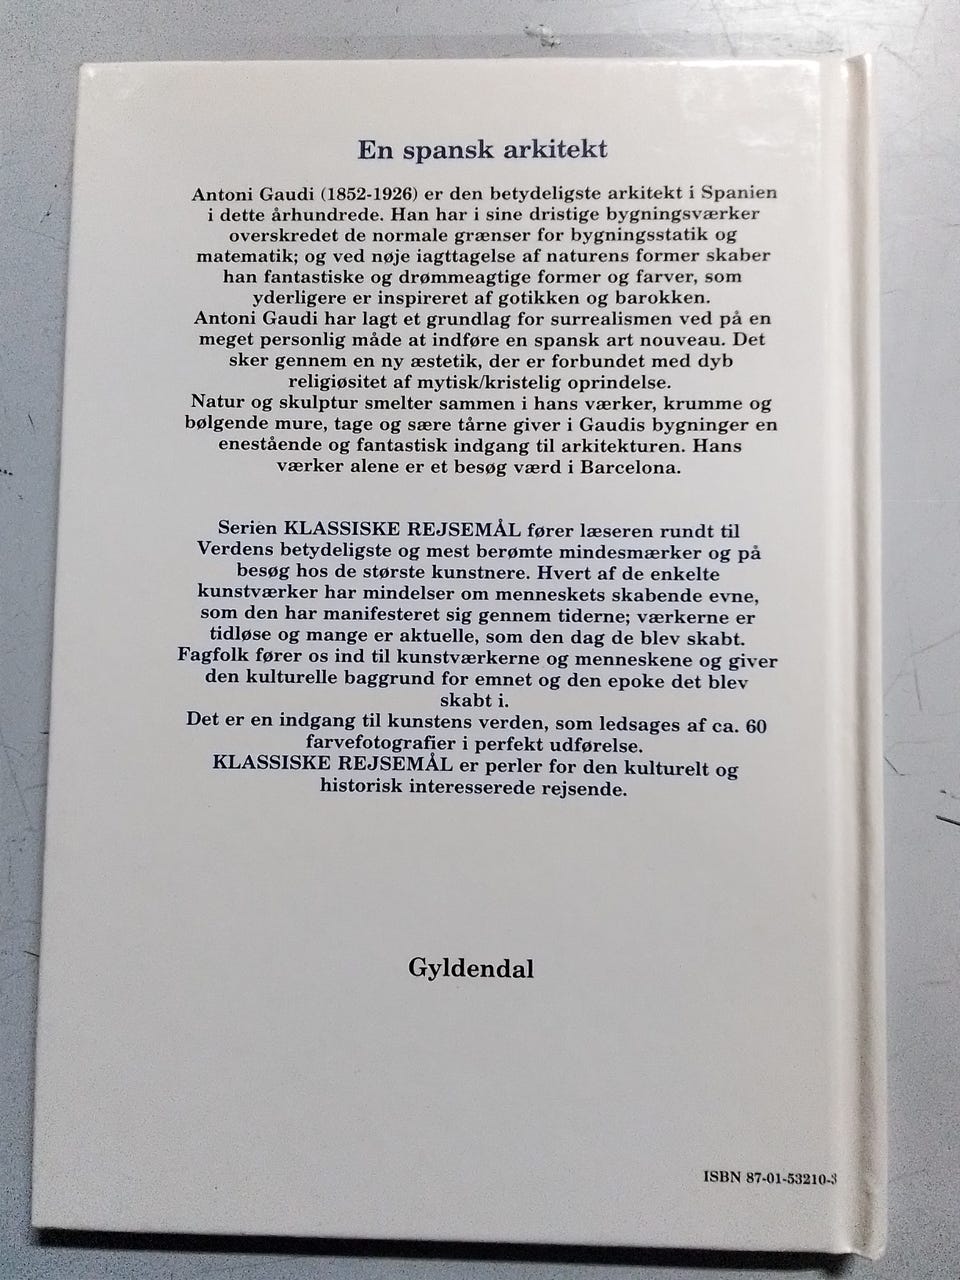 En spansk arkitekt
Antoni Gaudi (1852-1926) er den betydeligste arkitekt i Spanien
i dette århundrede. Han har i sine dristige bygningsværker
overskredet de normale grænser for bygningsstatik og
matematik; og ved nøje iagttagelse af naturens former skaber
han fantastiske og drømmeagtige former og farver, som
yderligere er inspireret af gotikken og barokken.
Antoni Gaudi har lagt et grundlag for surrealismen ved på en
meget personlig måde at indføre en spansk art nouveau. Det
sker gennem en ny æstetik, der er forbundet med dyb
religiøsitet af mytisk/kristelig oprindelse.
Natur og skulptur smelter sammen i hans værker, krumme og
bølgende mure, tage og sære tårne giver i Gaudis bygninger en
enestående og fantastisk indgang til arkitekturen. Hans
værker alene er et besøg værd i Barcelona.
Serien KLASSISKE REJSEMÅL fører læseren rundt til
Verdens betydeligste og mest berømte mindesmærker og på
besøg hos de største kunstnere. Hvert af de enkelte
kunstværker har mindelser om menneskets skabende evne,
som den har manifesteret sig gennem tiderne; værkerne er
tidløse og mange er aktuelle, som den dag de blev skabt.
Fagfolk fører os ind til kunstværkerne og menneskene og giver
den kulturelle baggrund for emnet og den epoke det blev
skabt i.
Det er en indgang til kunstens verden, som ledsages af ca. 60
farvefotografier i perfekt udførelse.
KLASSISKE REJSEMÅL er perler for den kulturelt og
historisk interesserede rejsende.
Gyldendal
ISBN 87-01-53210-3